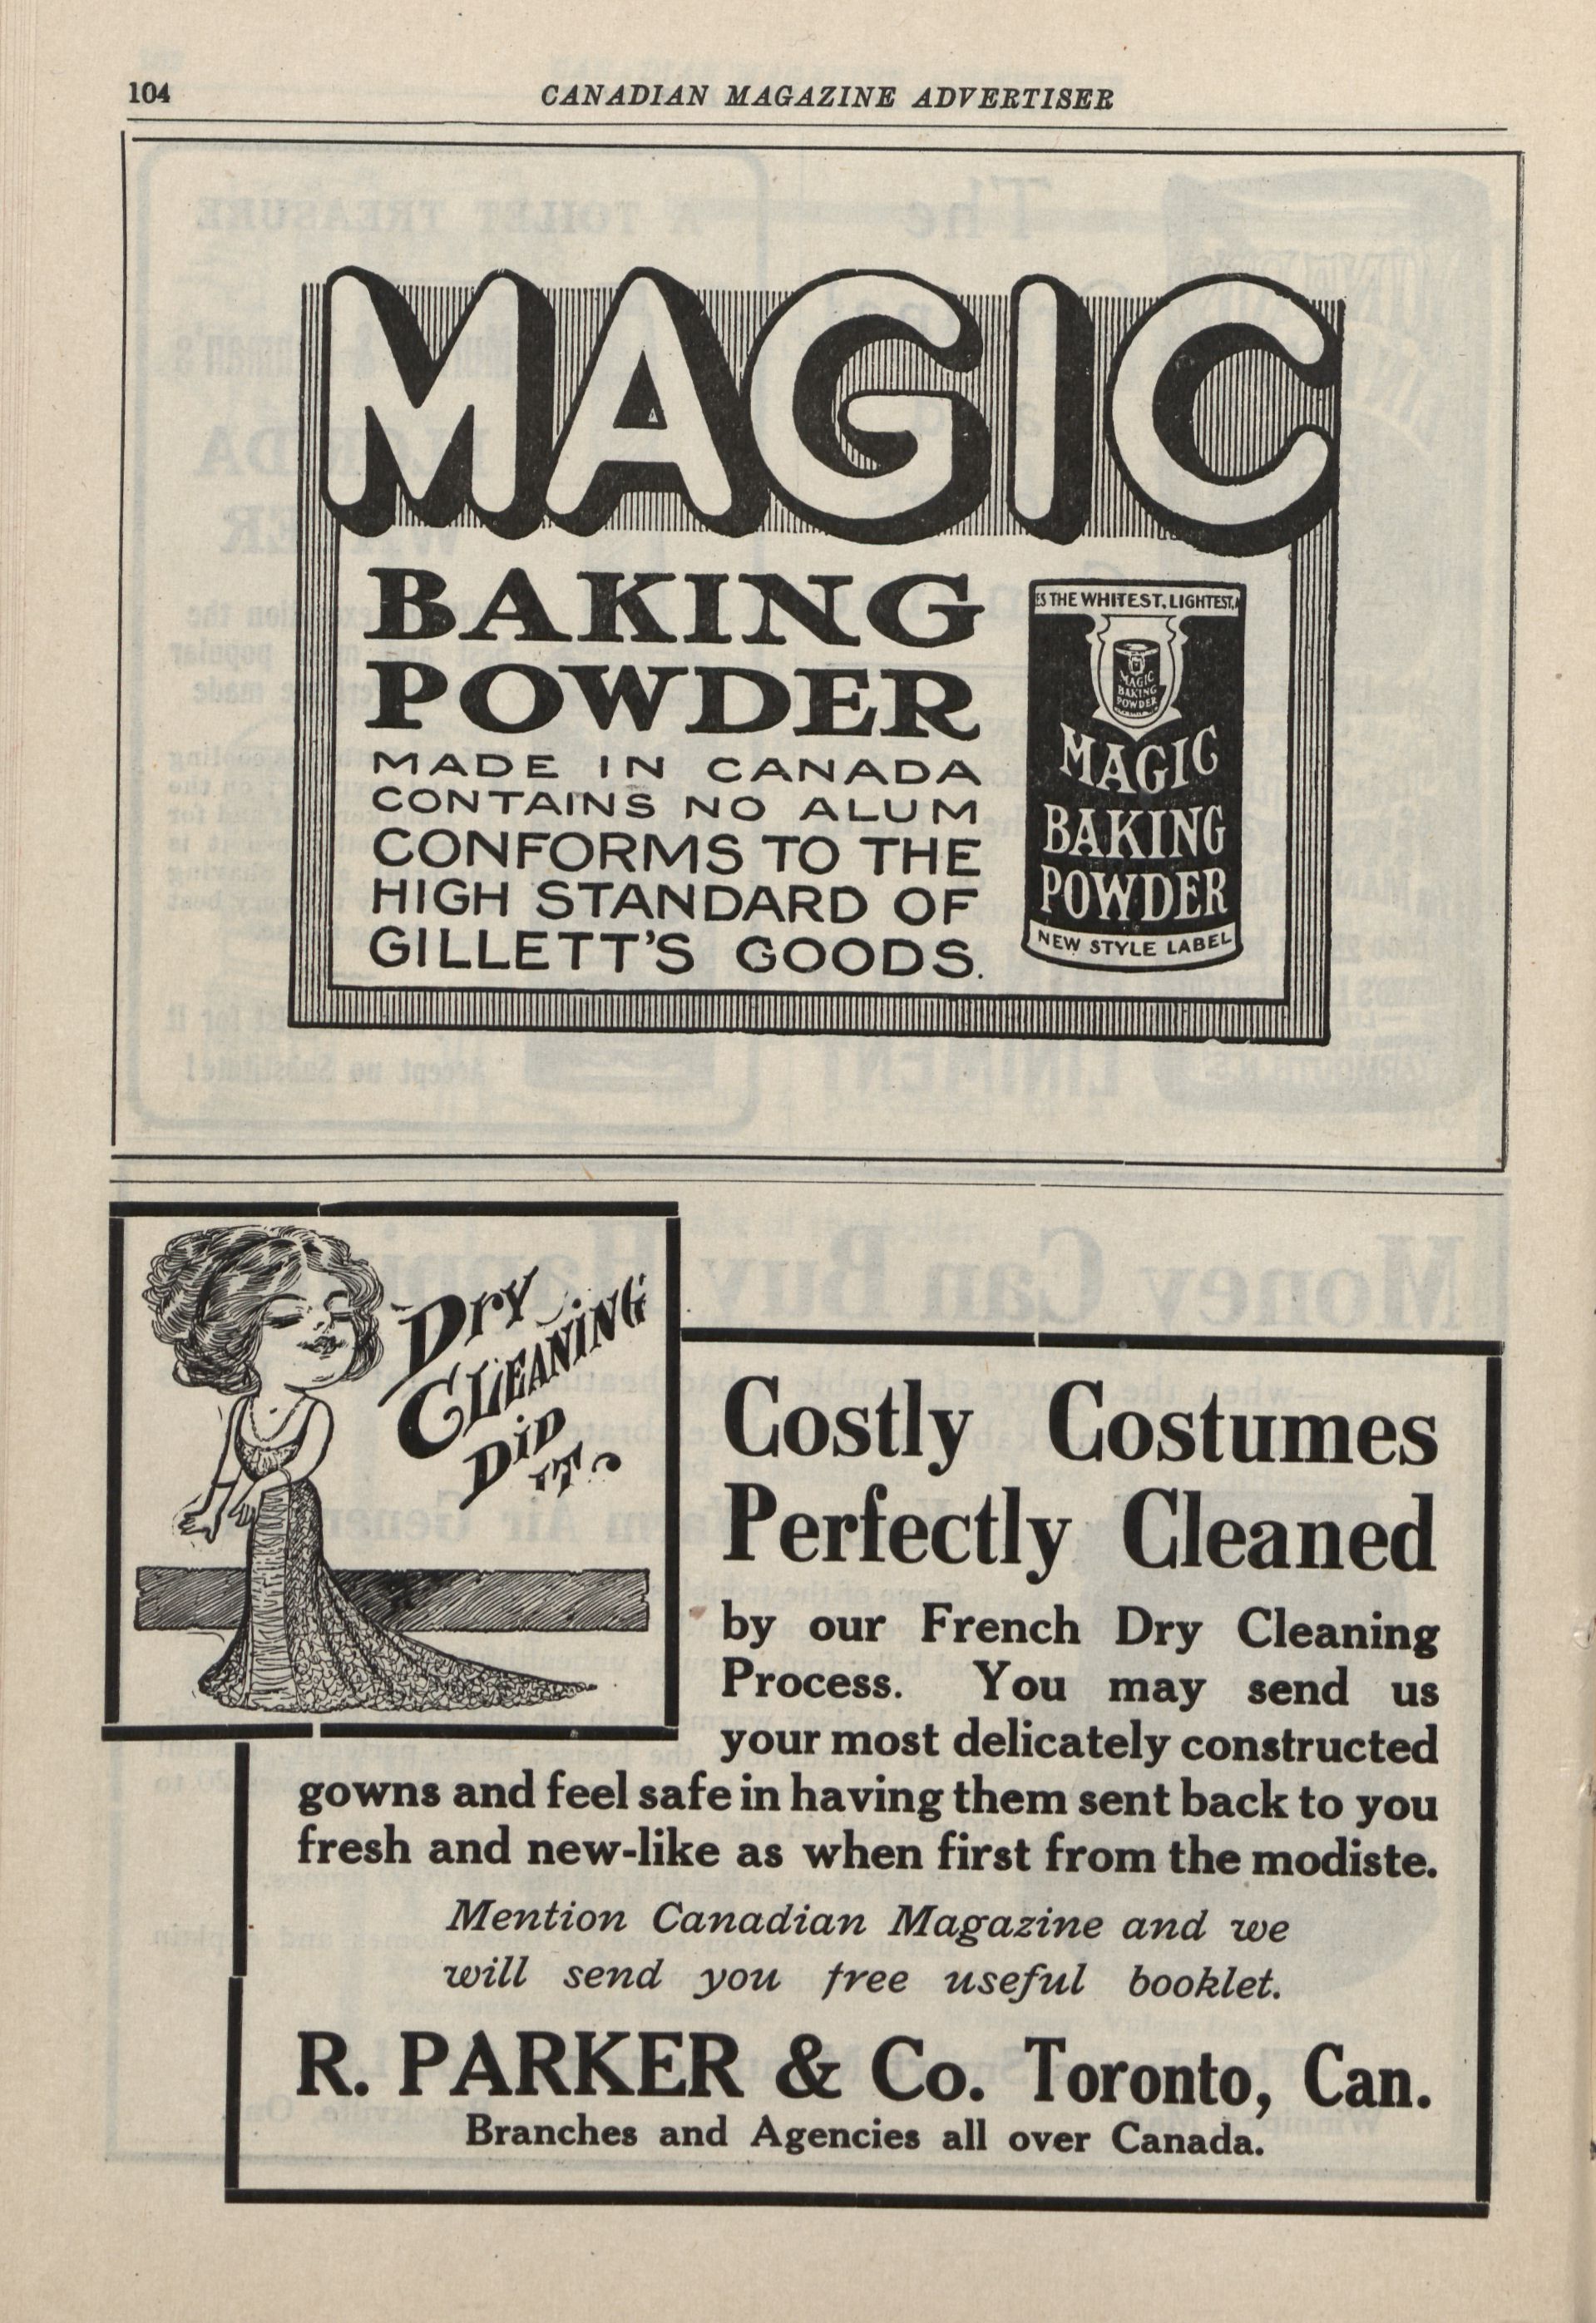 104
CANADIAN MAGAZINE ADVERTISER
MAGIC
BAKING
POWDER
MADE IN CANADA
CONTAINS NO ALUM
CONFORMS TO THE
HIGH STANDARD OF
GILLETT'S GOODS.
ES THE WHITEST, LIGHTEST,
MAGIC
BAKING
POWDER
MAGIC
BAKING
POWDER
NEW STYLE LABEL
Dry
Cleaning
Did
it.
Costly Costumes
Perfectly Cleaned
by our French Dry Cleaning
Process. You may send us
your most delicately constructed
gowns and feel safe in having them sent back to you
fresh and new-like as when first from the modiste.
Mention Canadian Magazine and we
will send you free useful booklet.
R. PARKER & Co. Toronto, Can.
Branches and Agencies all over Canada.